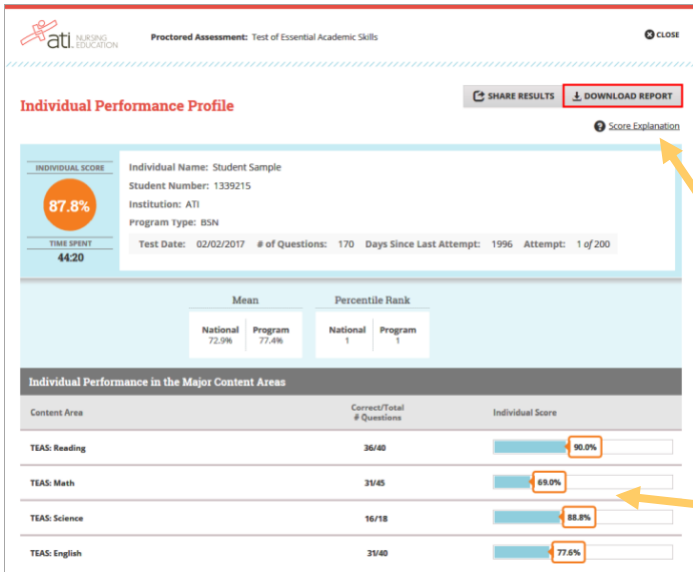 ati NURSING EDUCATION
Proctored Assessment: Test of Essential Academic Skills
CLOSE
Individual Performance Profile
SHARE RESULTS
DOWNLOAD REPORT
Score Explanation
INDIVIDUAL SCORE
87.8%
TIME SPENT
44:20
Individual Name: Student Sample
Student Number: 1339215
Institution: ATI
Program Type: BSN
Test Date: 02/02/2017 # of Questions: 170 Days Since Last Attempt: 1996 Attempt: 1 of 200
Mean Percentile Rank
National Program National Program
72.9% 77.4% 1 1
Individual Performance in the Major Content Areas
Content Area Correct/Total # Questions Individual Score
TEAS: Reading 36/40 90.0%
TEAS: Math 31/45 69.0%
TEAS: Science 16/18 88.8%
TEAS: English 31/40 77.6%